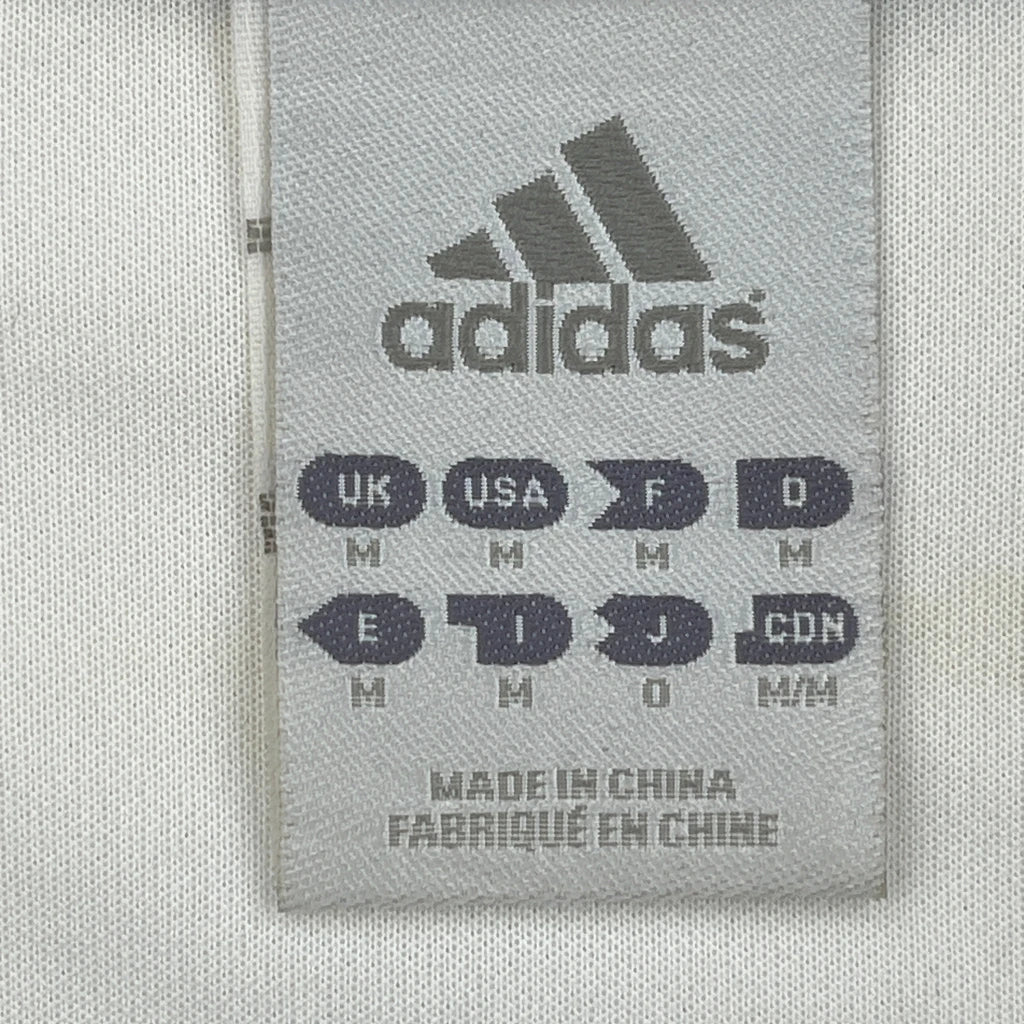 adidas
UK USA F D
M M M M
E I J CDN
M M O M/M
MADE IN CHINA
FABRIQUÉ EN CHINE